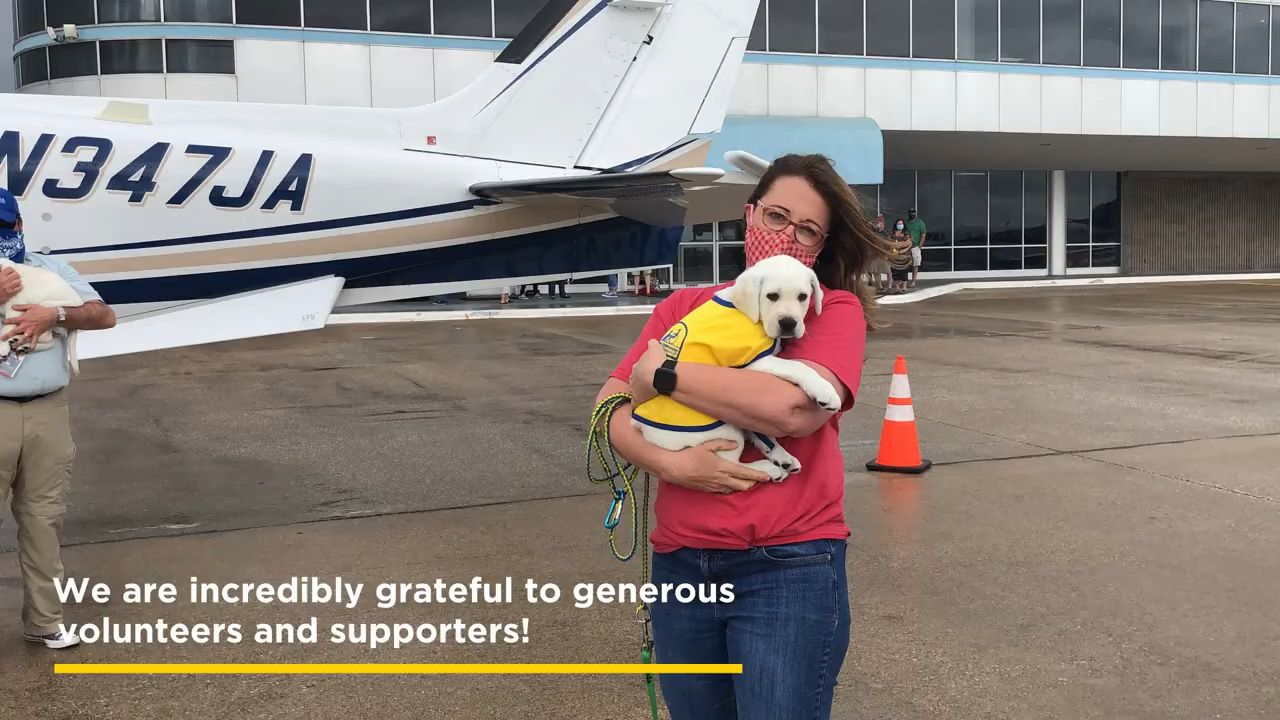 N347JA
We are incredibly grateful to generous
volunteers and supporters!